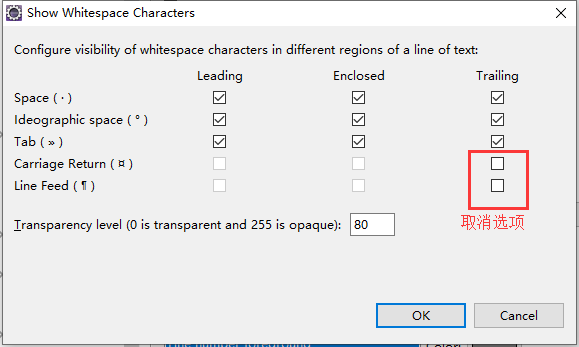 Show Whitespace Characters
Configure visibility of whitespace characters in different regions of a line of text:
Leading Enclosed Trailing
Space ( · )
Ideographic space ( ° )
Tab ( » )
Carriage Return ( ¤ )
Line Feed ( ¶ )
Transparency level (0 is transparent and 255 is opaque): 80
取消选项
OK Cancel